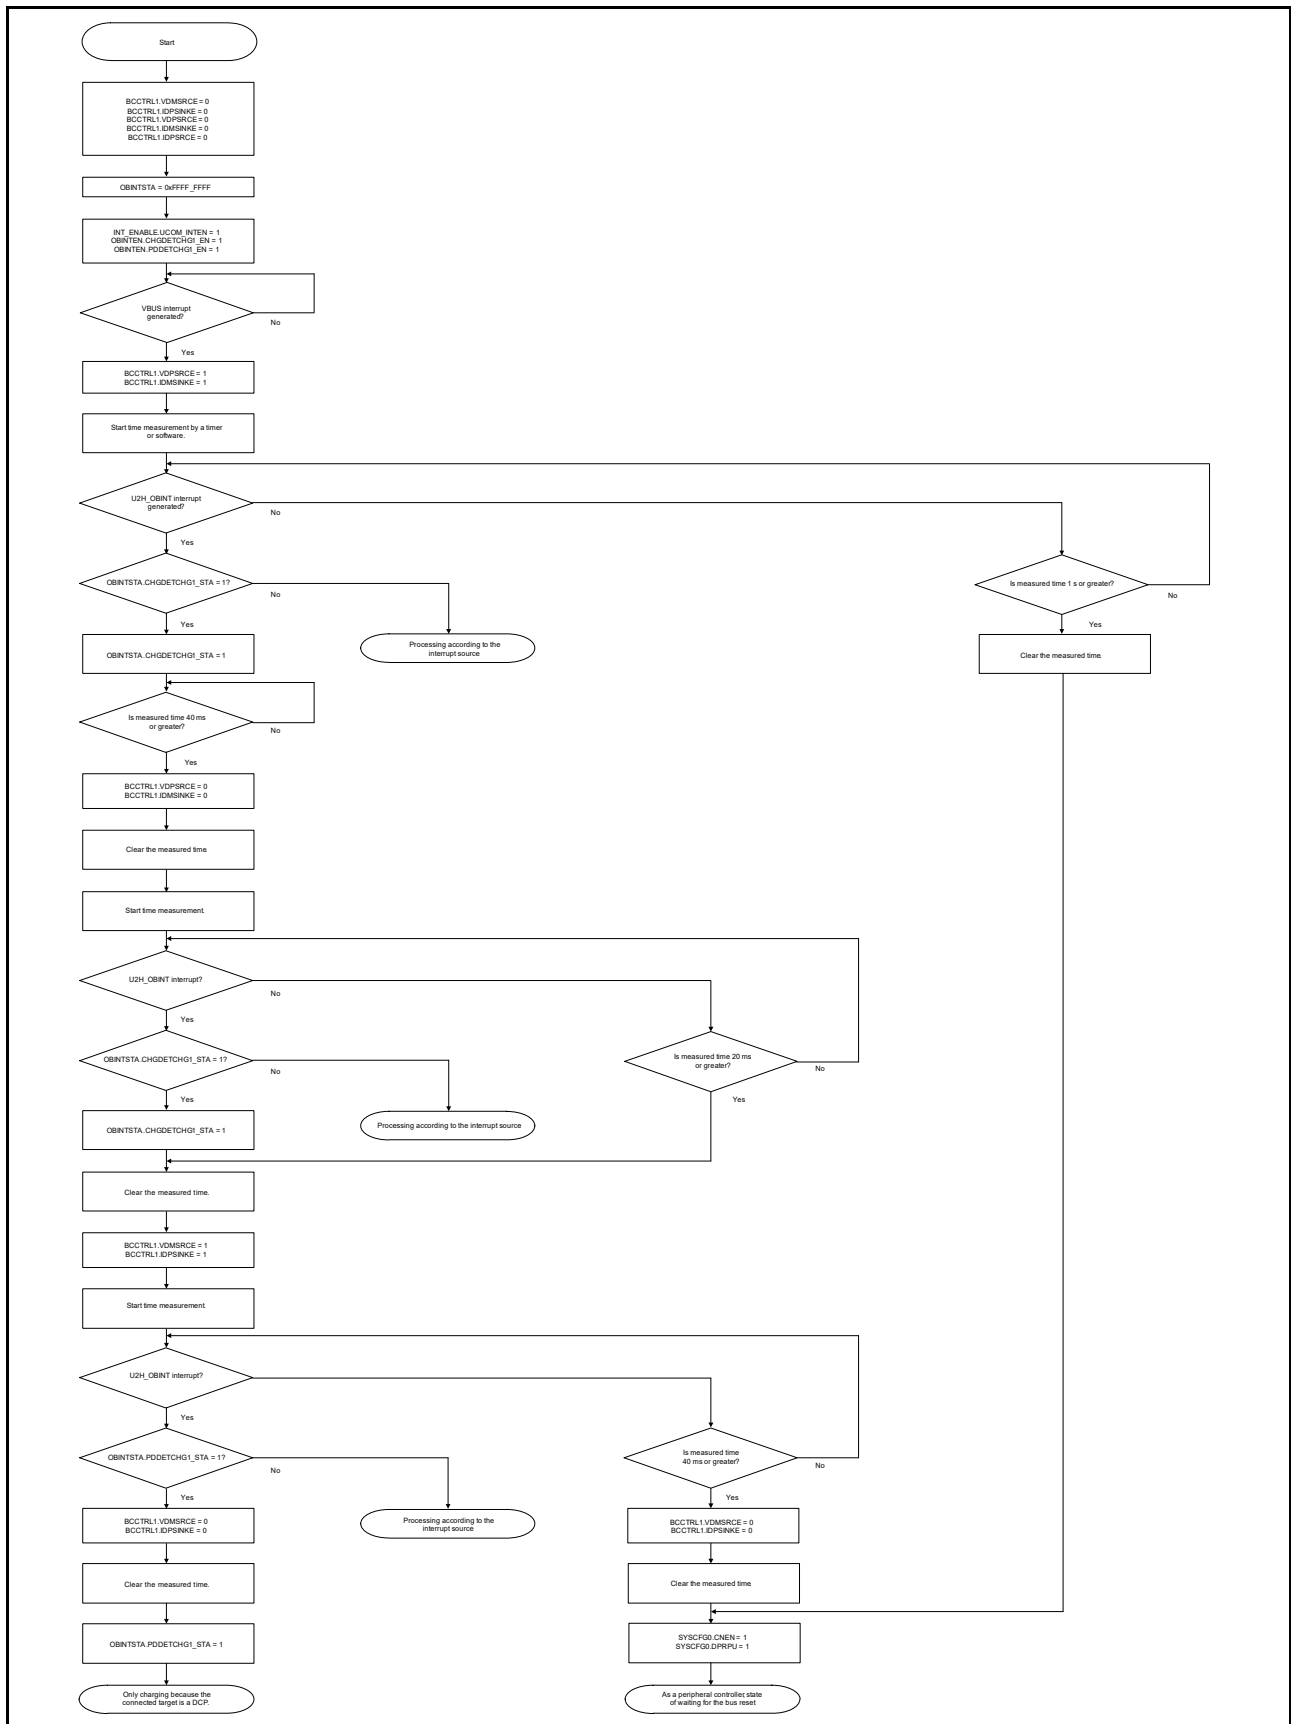 Start
BCCTRL1.VDMSRCE = 0
BCCTRL1.IDPSINKE = 0
BCCTRL1.VDPSRCE = 0
BCCTRL1.IDMSINKE = 0
BCCTRL1.IDPSRCE = 0
OBINTSTA = 0xFFFF_FFFF
INT_ENABLE.UCOM_INTEN = 1
OBINTEN.CHGDETCHG1_EN = 1
OBINTEN.PDDETCHG1_EN = 1
VBUS interrupt
generated?
No
Yes
BCCTRL1.VDPSRCE = 1
BCCTRL1.IDMSINKE = 1
Start time measurement by a timer
or software.
U2H_OBINT interrupt
generated?
No
Yes
OBINTSTA.CHGDETCHG1_STA = 1?
No
Yes
Is measured time 1 s or greater?
No
Yes
Processing according to the
interrupt source
OBINTSTA.CHGDETCHG1_STA = 1
Clear the measured time.
Is measured time 40 ms
or greater?
No
Yes
BCCTRL1.VDPSRCE = 0
BCCTRL1.IDMSINKE = 0
Clear the measured time.
Start time measurement.
U2H_OBINT interrupt?
No
Yes
OBINTSTA.CHGDETCHG1_STA = 1?
No
Yes
Is measured time 20 ms
or greater?
No
Yes
Processing according to the interrupt source
OBINTSTA.CHGDETCHG1_STA = 1
Clear the measured time.
BCCTRL1.VDMSRCE = 1
BCCTRL1.IDPSINKE = 1
Start time measurement.
U2H_OBINT interrupt?
Yes
OBINTSTA.PDDETCHG1_STA = 1?
No
Yes
Is measured time
40 ms or greater?
No
Yes
Processing according to the
interrupt source
BCCTRL1.VDMSRCE = 0
BCCTRL1.IDPSINKE = 0
BCCTRL1.VDMSRCE = 0
BCCTRL1.IDPSINKE = 0
Clear the measured time.
Clear the measured time.
OBINTSTA.PDDETCHG1_STA = 1
SYSCFG0.CNEN = 1
SYSCFG0.DPRPU = 1
Only charging because the
connected target is a DCP.
As a peripheral controller, state
of waiting for the bus reset